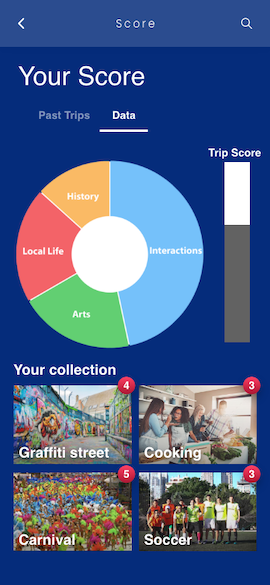 Score
Your Score
Past Trips Data
Trip Score
History
Interactions
Local Life
Arts
Your collection
4 3
Graffiti street Cooking
5 3
Carnival Soccer